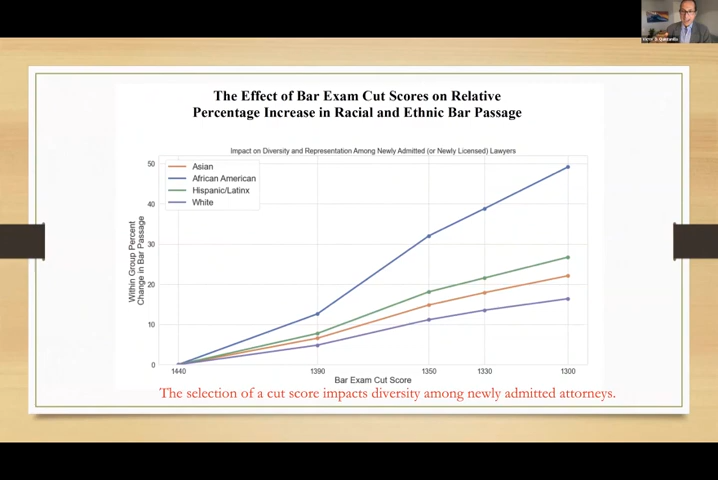 The Effect of Bar Exam Cut Scores on Relative
Percentage Increase in Racial and Ethnic Bar Passage
Impact on Diversity and Representation Among Newly Admitted (or Newly Licensed) Lawyers
Asian
African American
Hispanic/Latinx
White
50
40
30
20
10
0
Within Group Percent
Change in Bar Passage
1440
1390
1350
1330
1300
Bar Exam Cut Score
The selection of a cut score impacts diversity among newly admitted attorneys.